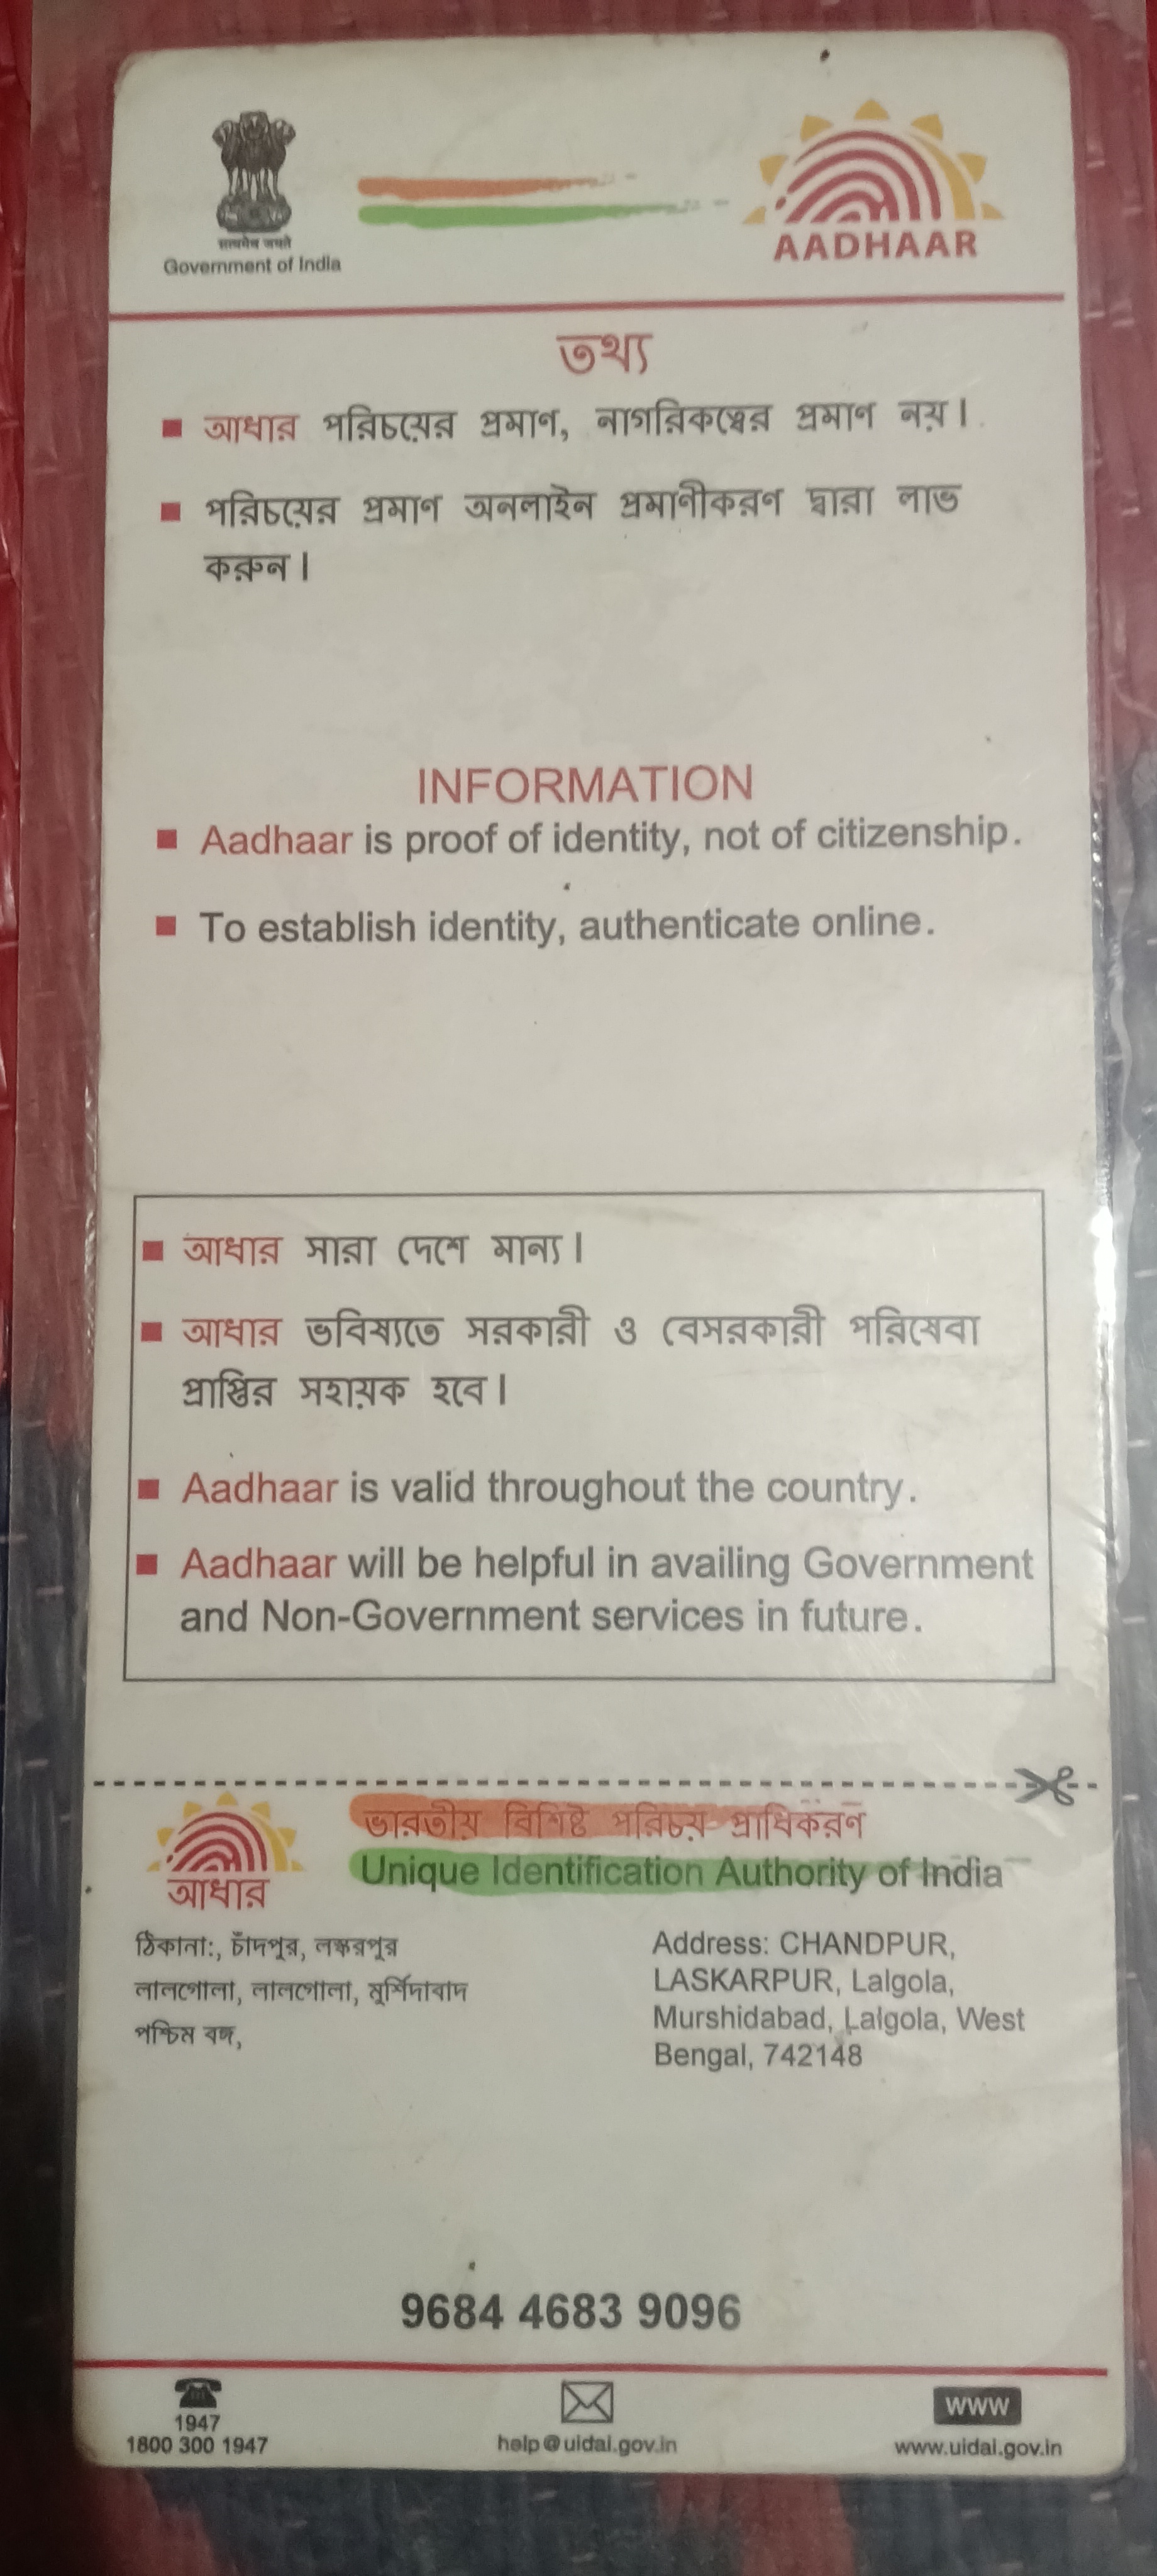 सत्यमेव जयते
Government of India
AADHAAR
তথ্য
আধার পরিচয়ের প্রমাণ, নাগরিকত্বের প্রমাণ নয়।
পরিচয়ের প্রমাণ অনলাইন প্রমাণীকরণ দ্বারা লাভ
করুন।
INFORMATION
Aadhaar is proof of identity, not of citizenship.
To establish identity, authenticate online.
আধার সারা দেশে মান্য।
আধার ভবিষ্যতে সরকারী ও বেসরকারী পরিষেবা
প্রাপ্তির সহায়ক হবে।
Aadhaar is valid throughout the country.
Aadhaar will be helpful in availing Government
and Non-Government services in future.
ভারতীয় বিশিষ্ট পরিচয় প্রাধিকরণ
Unique Identification Authority of India
আধার
ঠিকানা:, চাঁদপুর, লস্করপুর
লালগোলা, লালগোলা, মুর্শিদাবাদ
পশ্চিম বঙ্গ,
Address: CHANDPUR,
LASKARPUR, Lalgola,
Murshidabad, Lalgola, West
Bengal, 742148
9684 4683 9096
1947
1800 300 1947
help@uidai.gov.in
WWW
www.uidai.gov.in